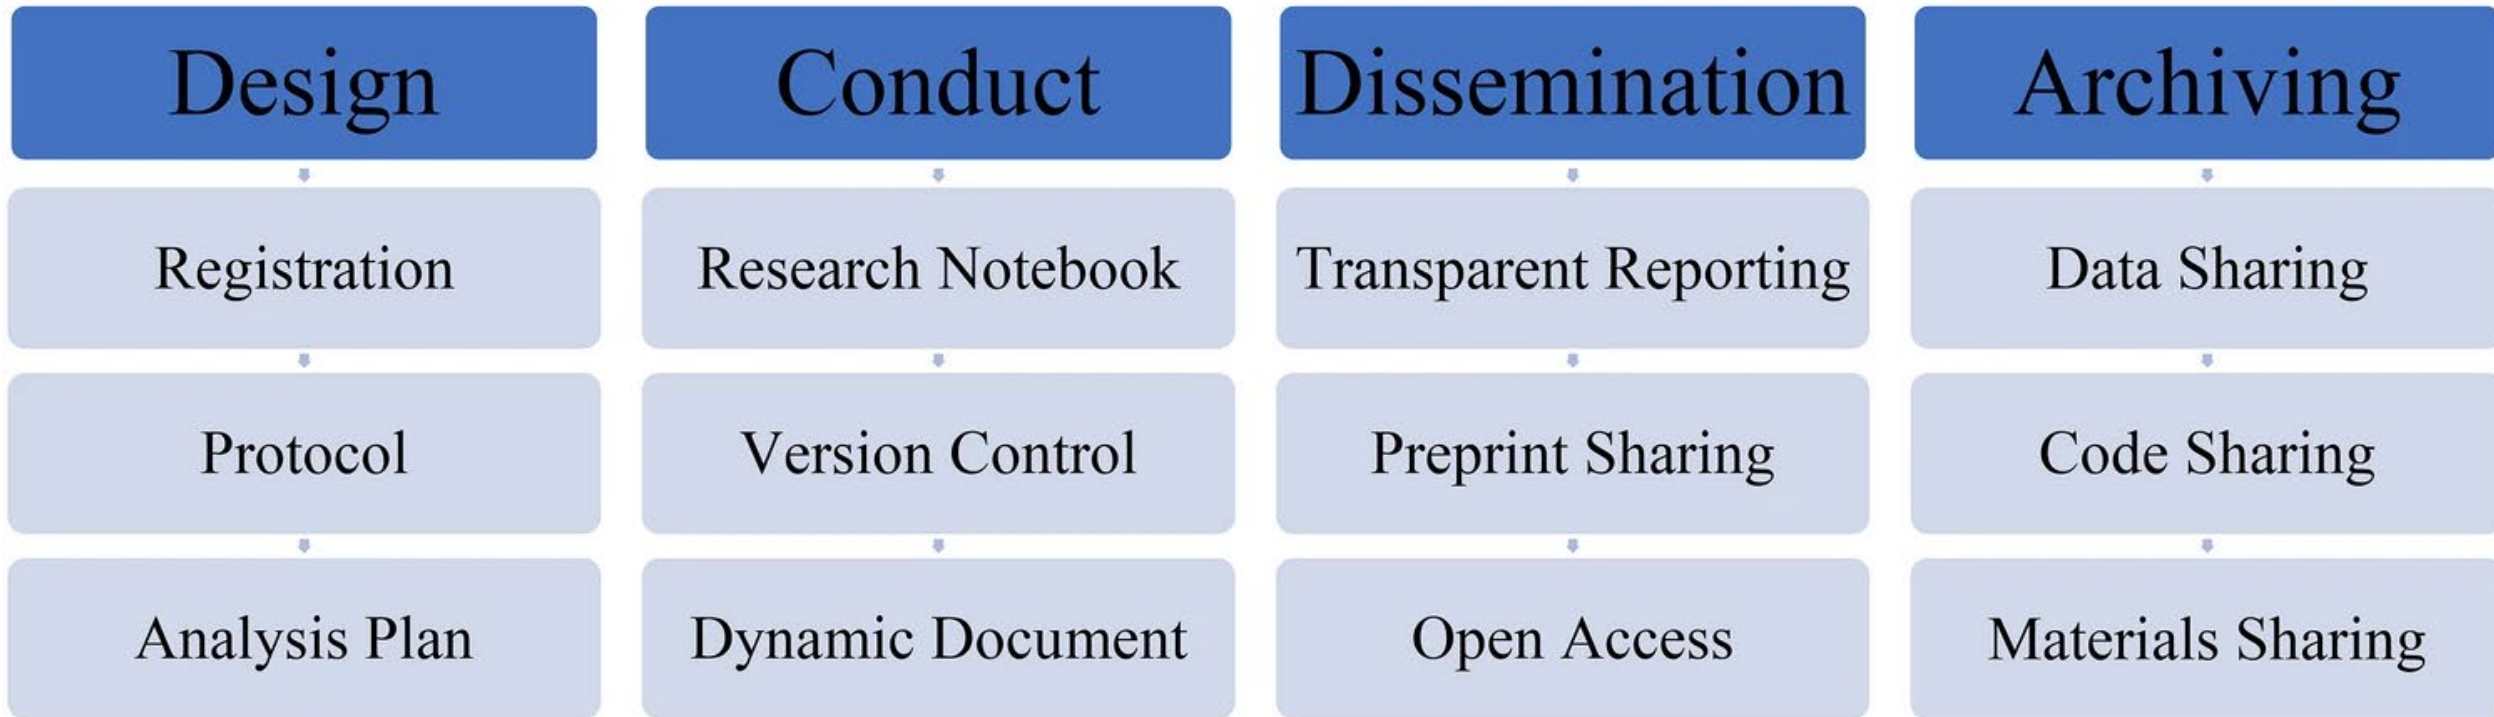 Design
Registration
Protocol
Analysis Plan
Conduct
Research Notebook
Version Control
Dynamic Document
Dissemination
Transparent Reporting
Preprint Sharing
Open Access
Archiving
Data Sharing
Code Sharing
Materials Sharing